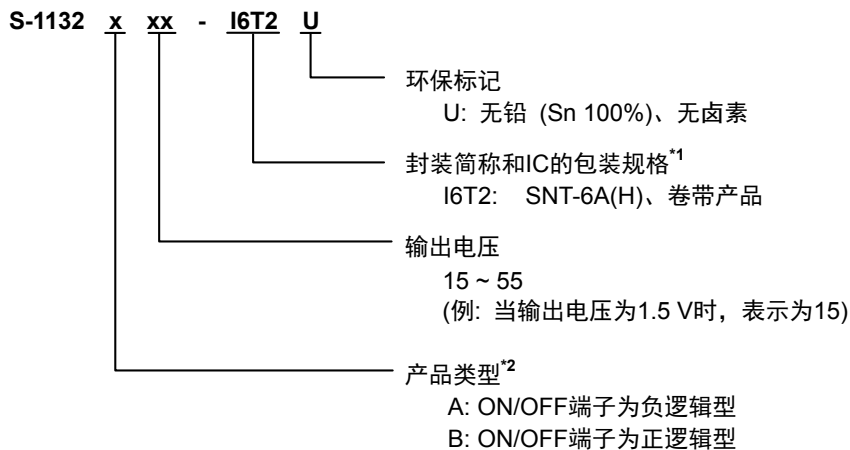 S-1132 x xx - I6T2 U
环保标记
U: 无铅 (Sn 100%)、无卤素
封装简称和IC的包装规格*1
I6T2: SNT-6A(H)、卷带产品
输出电压
15 ~ 55
(例: 当输出电压为1.5 V时，表示为15)
产品类型*2
A: ON/OFF端子为负逻辑型
B: ON/OFF端子为正逻辑型